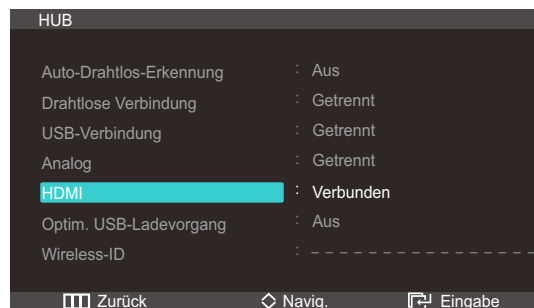 HUB
Auto-Drahtlos-Erkennung : Aus
Drahtlose Verbindung : Getrennt
USB-Verbindung : Getrennt
Analog : Getrennt
HDMI : Verbunden
Optim. USB-Ladevorgang : Aus
Wireless-ID : – – – – – – – – – – – – – – – –
Zurück Navig. Eingabe